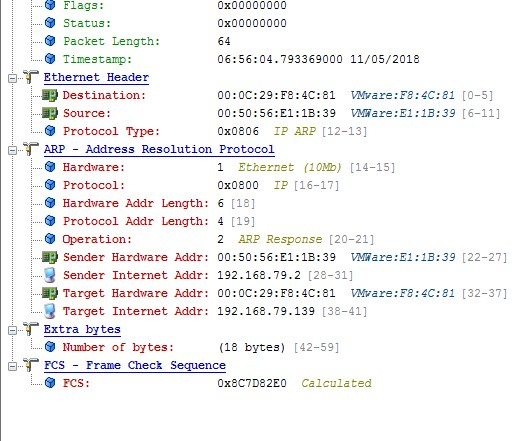 Flags: 0x00000000
Status: 0x00000000
Packet Length: 64
Timestamp: 06:56:04.793369000 11/05/2018
Ethernet Header
Destination: 00:0C:29:F8:4C:81 VMware:F8:4C:81 [0-5]
Source: 00:50:56:E1:1B:39 VMWare:E1:1B:39 [6-11]
Protocol Type: 0x0806 IP ARP [12-13]
ARP - Address Resolution Protocol
Hardware: 1 Ethernet (10Mb) [14-15]
Protocol: 0x0800 IP [16-17]
Hardware Addr Length: 6 [18]
Protocol Addr Length: 4 [19]
Operation: 2 ARP Response [20-21]
Sender Hardware Addr: 00:50:56:E1:1B:39 VMWare:E1:1B:39 [22-27]
Sender Internet Addr: 192.168.79.2 [28-31]
Target Hardware Addr: 00:0C:29:F8:4C:81 VMware:F8:4C:81 [32-37]
Target Internet Addr: 192.168.79.139 [38-41]
Extra bytes
Number of bytes: (18 bytes) [42-59]
FCS - Frame Check Sequence
FCS: 0x8C7D82E0 Calculated